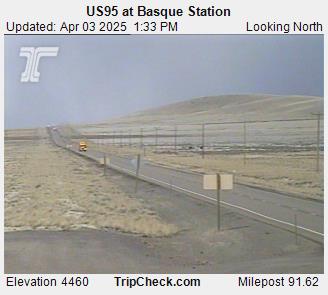 US95 at Basque Station
Updated: Apr 03 2025 1:33 PM Looking North
Elevation 4460 TripCheck.com Milepost 91.62